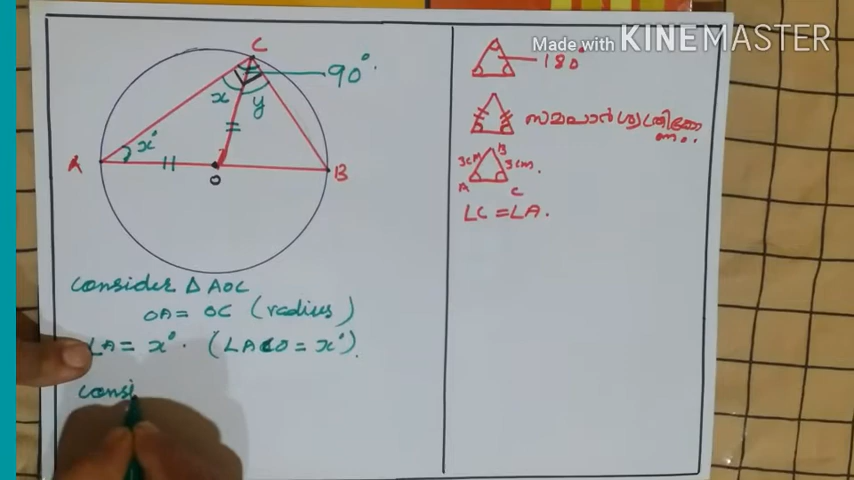 Made with KINEMASTER
C
90°.
x
y
x°
A
O
B
consider Δ AOC
OA = OC (radius)
LA = x°. (LACO = x°).
Consi
180°
3cm
B
3cm.
A
C
LC = LA.